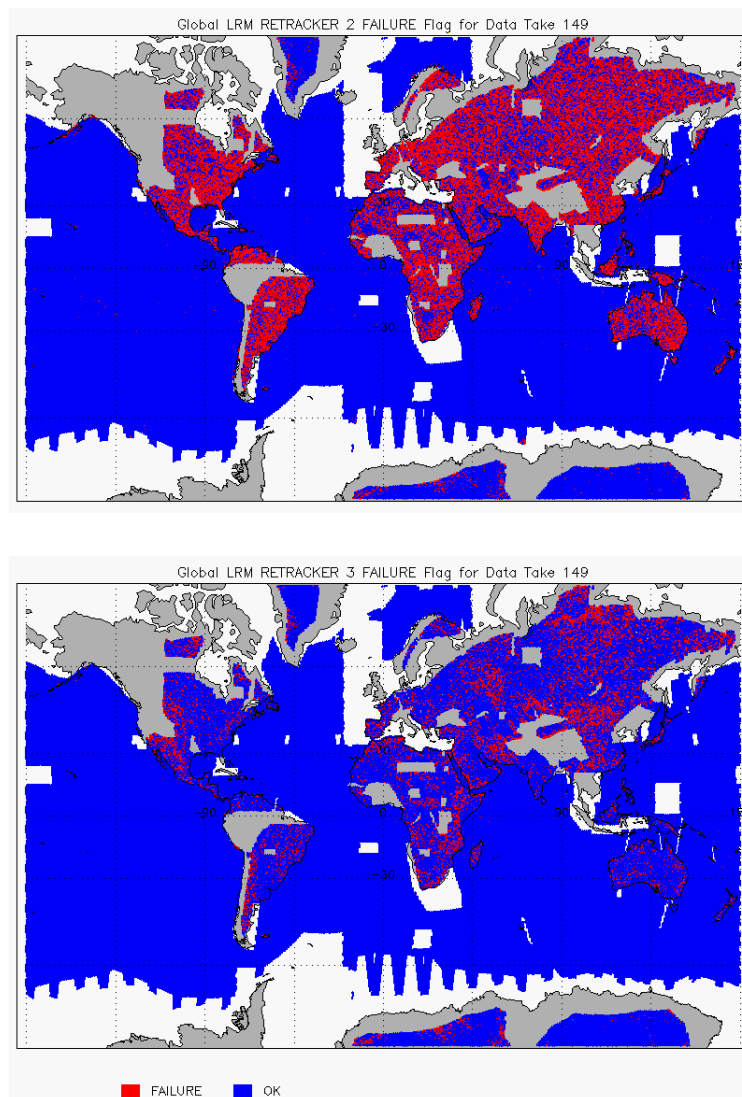 Global LRM RETRACKER 2 FAILURE Flag for Data Take 149
Global LRM RETRACKER 3 FAILURE Flag for Data Take 149
FAILURE OK